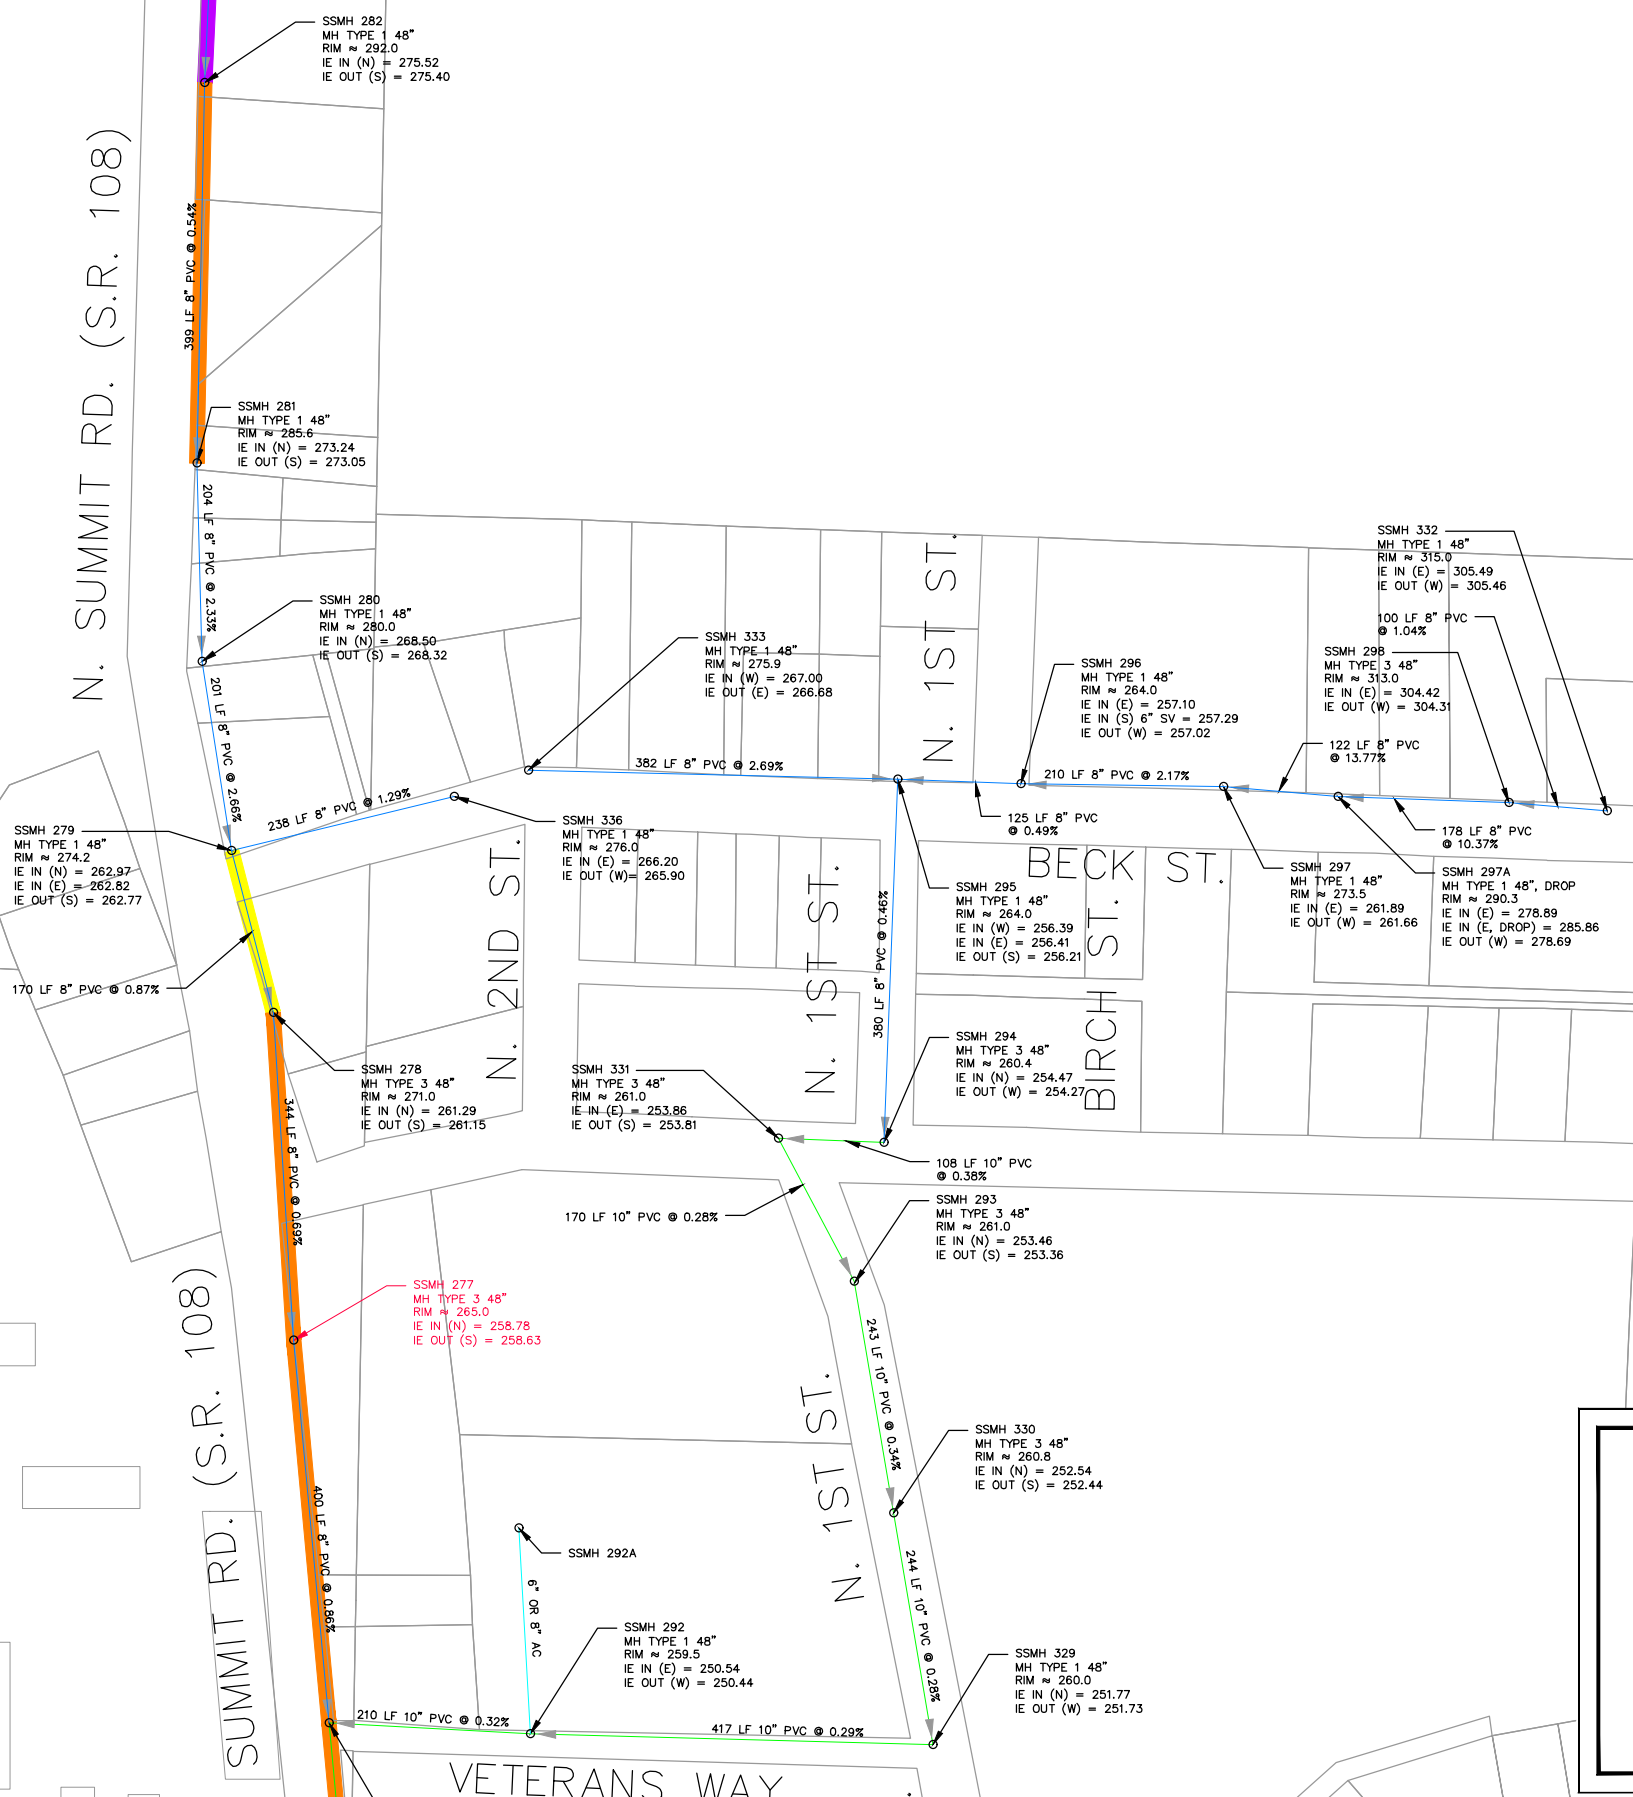 SSMH 282
MH TYPE 1 48"
RIM ≈ 292.0
IE IN (N) = 275.52
IE OUT (S) = 275.40
N. SUMMIT RD. (S.R. 108)
399 LF 8" PVC @ 0.54%
SSMH 281
MH TYPE 1 48"
RIM ≈ 285.6
IE IN (N) = 273.24
IE OUT (S) = 273.05
204 LF 8" PVC @ 2.33%
SSMH 280
MH TYPE 1 48"
RIM ≈ 280.0
IE IN (N) = 268.50
IE OUT (S) = 268.32
201 LF 8" PVC @ 2.66%
SSMH 333
MH TYPE 1 48"
RIM ≈ 275.9
IE IN (W) = 267.00
IE OUT (E) = 266.68
N. 1ST ST.
SSMH 296
MH TYPE 1 48"
RIM ≈ 264.0
IE IN (E) = 257.10
IE IN (S) 6" SV = 257.29
IE OUT (W) = 257.02
SSMH 332
MH TYPE 1 48"
RIM ≈ 315.0
IE IN (E) = 305.49
IE OUT (W) = 305.46
100 LF 8" PVC
@ 1.04%
SSMH 298
MH TYPE 3 48"
RIM ≈ 313.0
IE IN (E) = 304.42
IE OUT (W) = 304.31
122 LF 8" PVC
@ 13.77%
382 LF 8" PVC @ 2.69%
210 LF 8" PVC @ 2.17%
238 LF 8" PVC @ 1.29%
SSMH 279
MH TYPE 1 48"
RIM ≈ 274.2
IE IN (N) = 262.97
IE IN (E) = 262.82
IE OUT (S) = 262.77
SSMH 336
MH TYPE 1 48"
RIM ≈ 276.0
IE IN (E) = 266.20
IE OUT (W)= 265.90
125 LF 8" PVC
@ 0.49%
178 LF 8" PVC
@ 10.37%
BECK ST.
SSMH 297
MH TYPE 1 48"
RIM ≈ 273.5
IE IN (E) = 261.89
IE OUT (W) = 261.66
SSMH 297A
MH TYPE 1 48", DROP
RIM ≈ 290.3
IE IN (E) = 278.89
IE IN (E, DROP) = 285.86
IE OUT (W) = 278.69
SSMH 295
MH TYPE 1 48"
RIM ≈ 264.0
IE IN (W) = 256.39
IE IN (E) = 256.41
IE OUT (S) = 256.21
N. 2ND ST.
N. 1ST ST.
380 LF 8" PVC @ 0.46%
BIRCH ST.
170 LF 8" PVC @ 0.87%
SSMH 278
MH TYPE 3 48"
RIM ≈ 271.0
IE IN (N) = 261.29
IE OUT (S) = 261.15
SSMH 331
MH TYPE 3 48"
RIM ≈ 261.0
IE IN (E) = 253.86
IE OUT (S) = 253.81
SSMH 294
MH TYPE 3 48"
RIM ≈ 260.4
IE IN (N) = 254.47
IE OUT (W) = 254.27
344 LF 8" PVC @ 0.69%
108 LF 10" PVC
@ 0.38%
170 LF 10" PVC @ 0.28%
SSMH 293
MH TYPE 3 48"
RIM ≈ 261.0
IE IN (N) = 253.46
IE OUT (S) = 253.36
SSMH 277
MH TYPE 3 48"
RIM ≈ 265.0
IE IN (N) = 258.78
IE OUT (S) = 258.63
SUMMIT RD. (S.R. 108)
243 LF 10" PVC @ 0.34%
N. 1ST ST.
SSMH 330
MH TYPE 3 48"
RIM ≈ 260.8
IE IN (N) = 252.54
IE OUT (S) = 252.44
400 LF 8" PVC @ 0.86%
SSMH 292A
6" OR 8" AC
244 LF 10" PVC @ 0.28%
SSMH 292
MH TYPE 1 48"
RIM ≈ 259.5
IE IN (E) = 250.54
IE OUT (W) = 250.44
SSMH 329
MH TYPE 1 48"
RIM ≈ 260.0
IE IN (N) = 251.77
IE OUT (W) = 251.73
210 LF 10" PVC @ 0.32%
417 LF 10" PVC @ 0.29%
VETERANS WAY